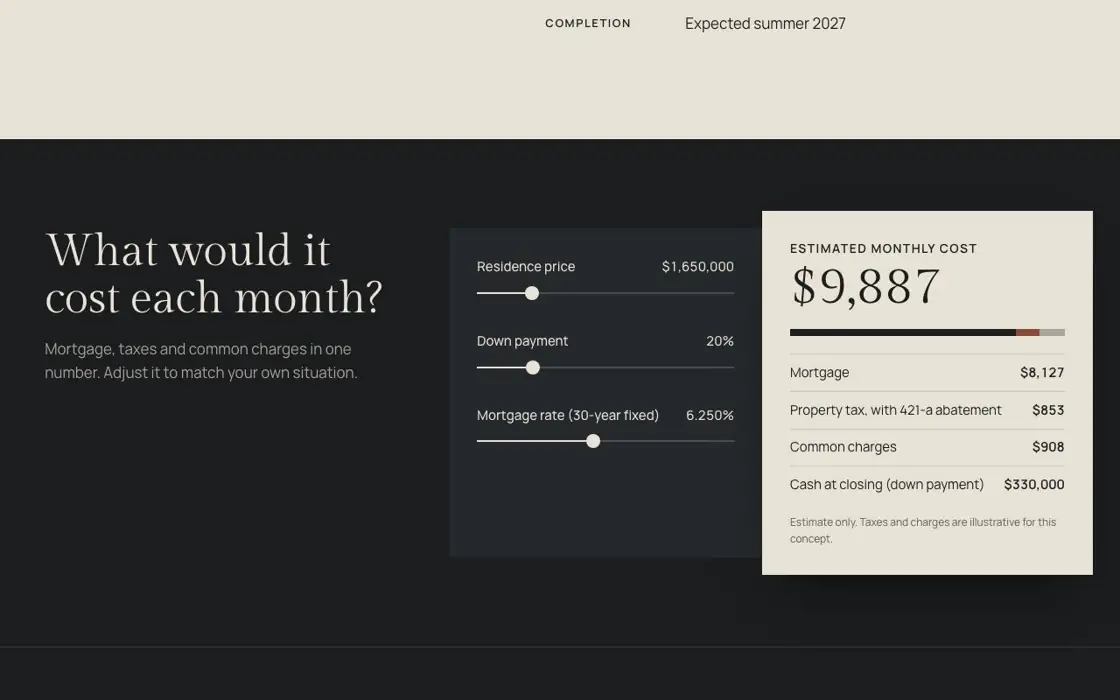 COMPLETION Expected summer 2027
What would it
cost each month?
Mortgage, taxes and common charges in one
number. Adjust it to match your own situation.
Residence price $1,650,000
Down payment 20%
Mortgage rate (30-year fixed) 6.250%
ESTIMATED MONTHLY COST
$9,887
Mortgage $8,127
Property tax, with 421-a abatement $853
Common charges $908
Cash at closing (down payment) $330,000
Estimate only. Taxes and charges are illustrative for this
concept.